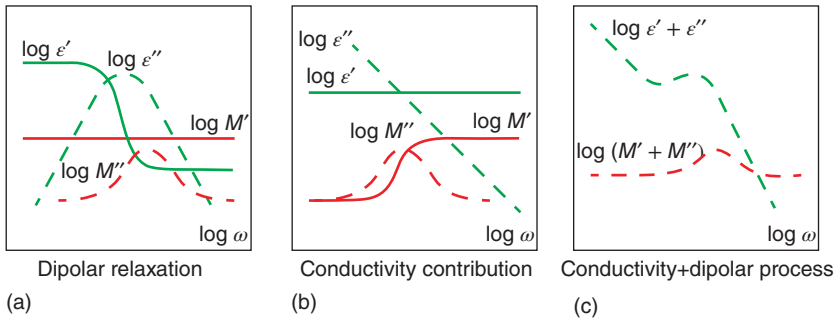 log ε′
log ε′′
log M′
log M′′
log ω
Dipolar relaxation
(a)
log ε′′
log ε′
log M′′
log M′
log ω
Conductivity contribution
(b)
log ε′ + ε′′
log (M′ + M′′)
log ω
Conductivity+dipolar process
(c)